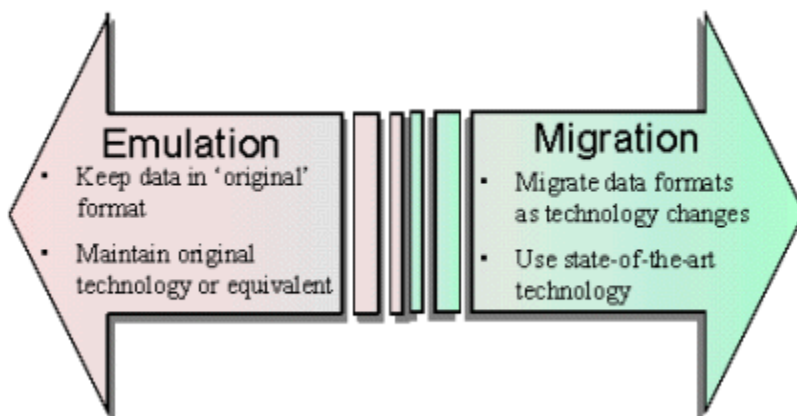 Emulation
▪ Keep data in ‘original’
format
▪ Maintain original
technology or equivalent
Migration
▪ Migrate data formats
as technology changes
▪ Use state-of-the-art
technology